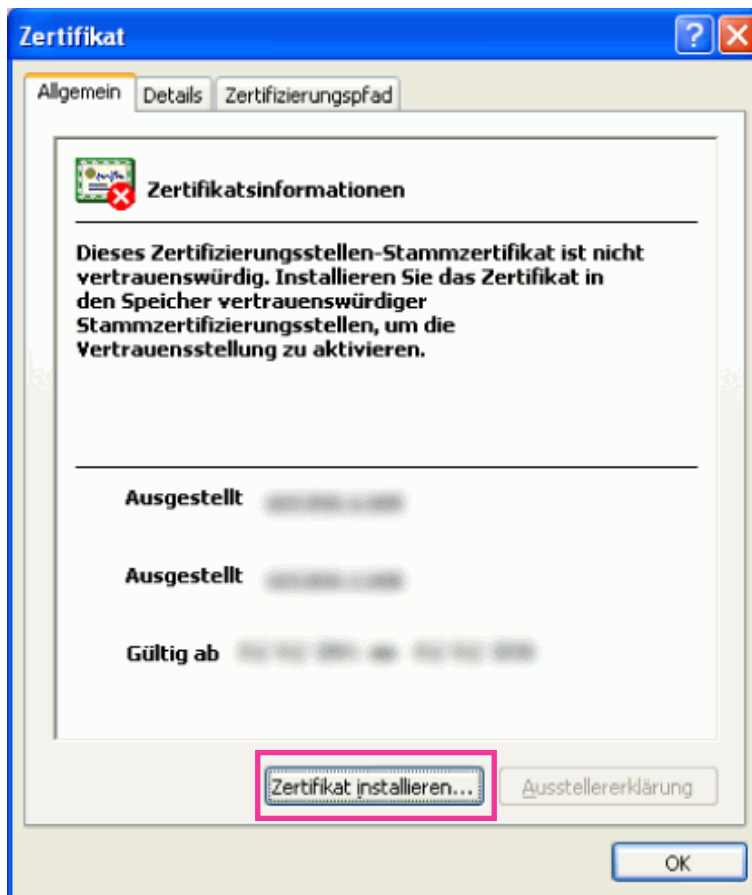 Zertifikat
Allgemein Details Zertifizierungspfad
Zertifikatsinformationen
Dieses Zertifizierungsstellen-Stammzertifikat ist nicht
vertrauenswürdig. Installieren Sie das Zertifikat in
den Speicher vertrauenswürdiger
Stammzertifizierungsstellen, um die
Vertrauensstellung zu aktivieren.
Ausgestellt
Ausgestellt
Gültig ab
Zertifikat installieren... Ausstellererklärung
OK